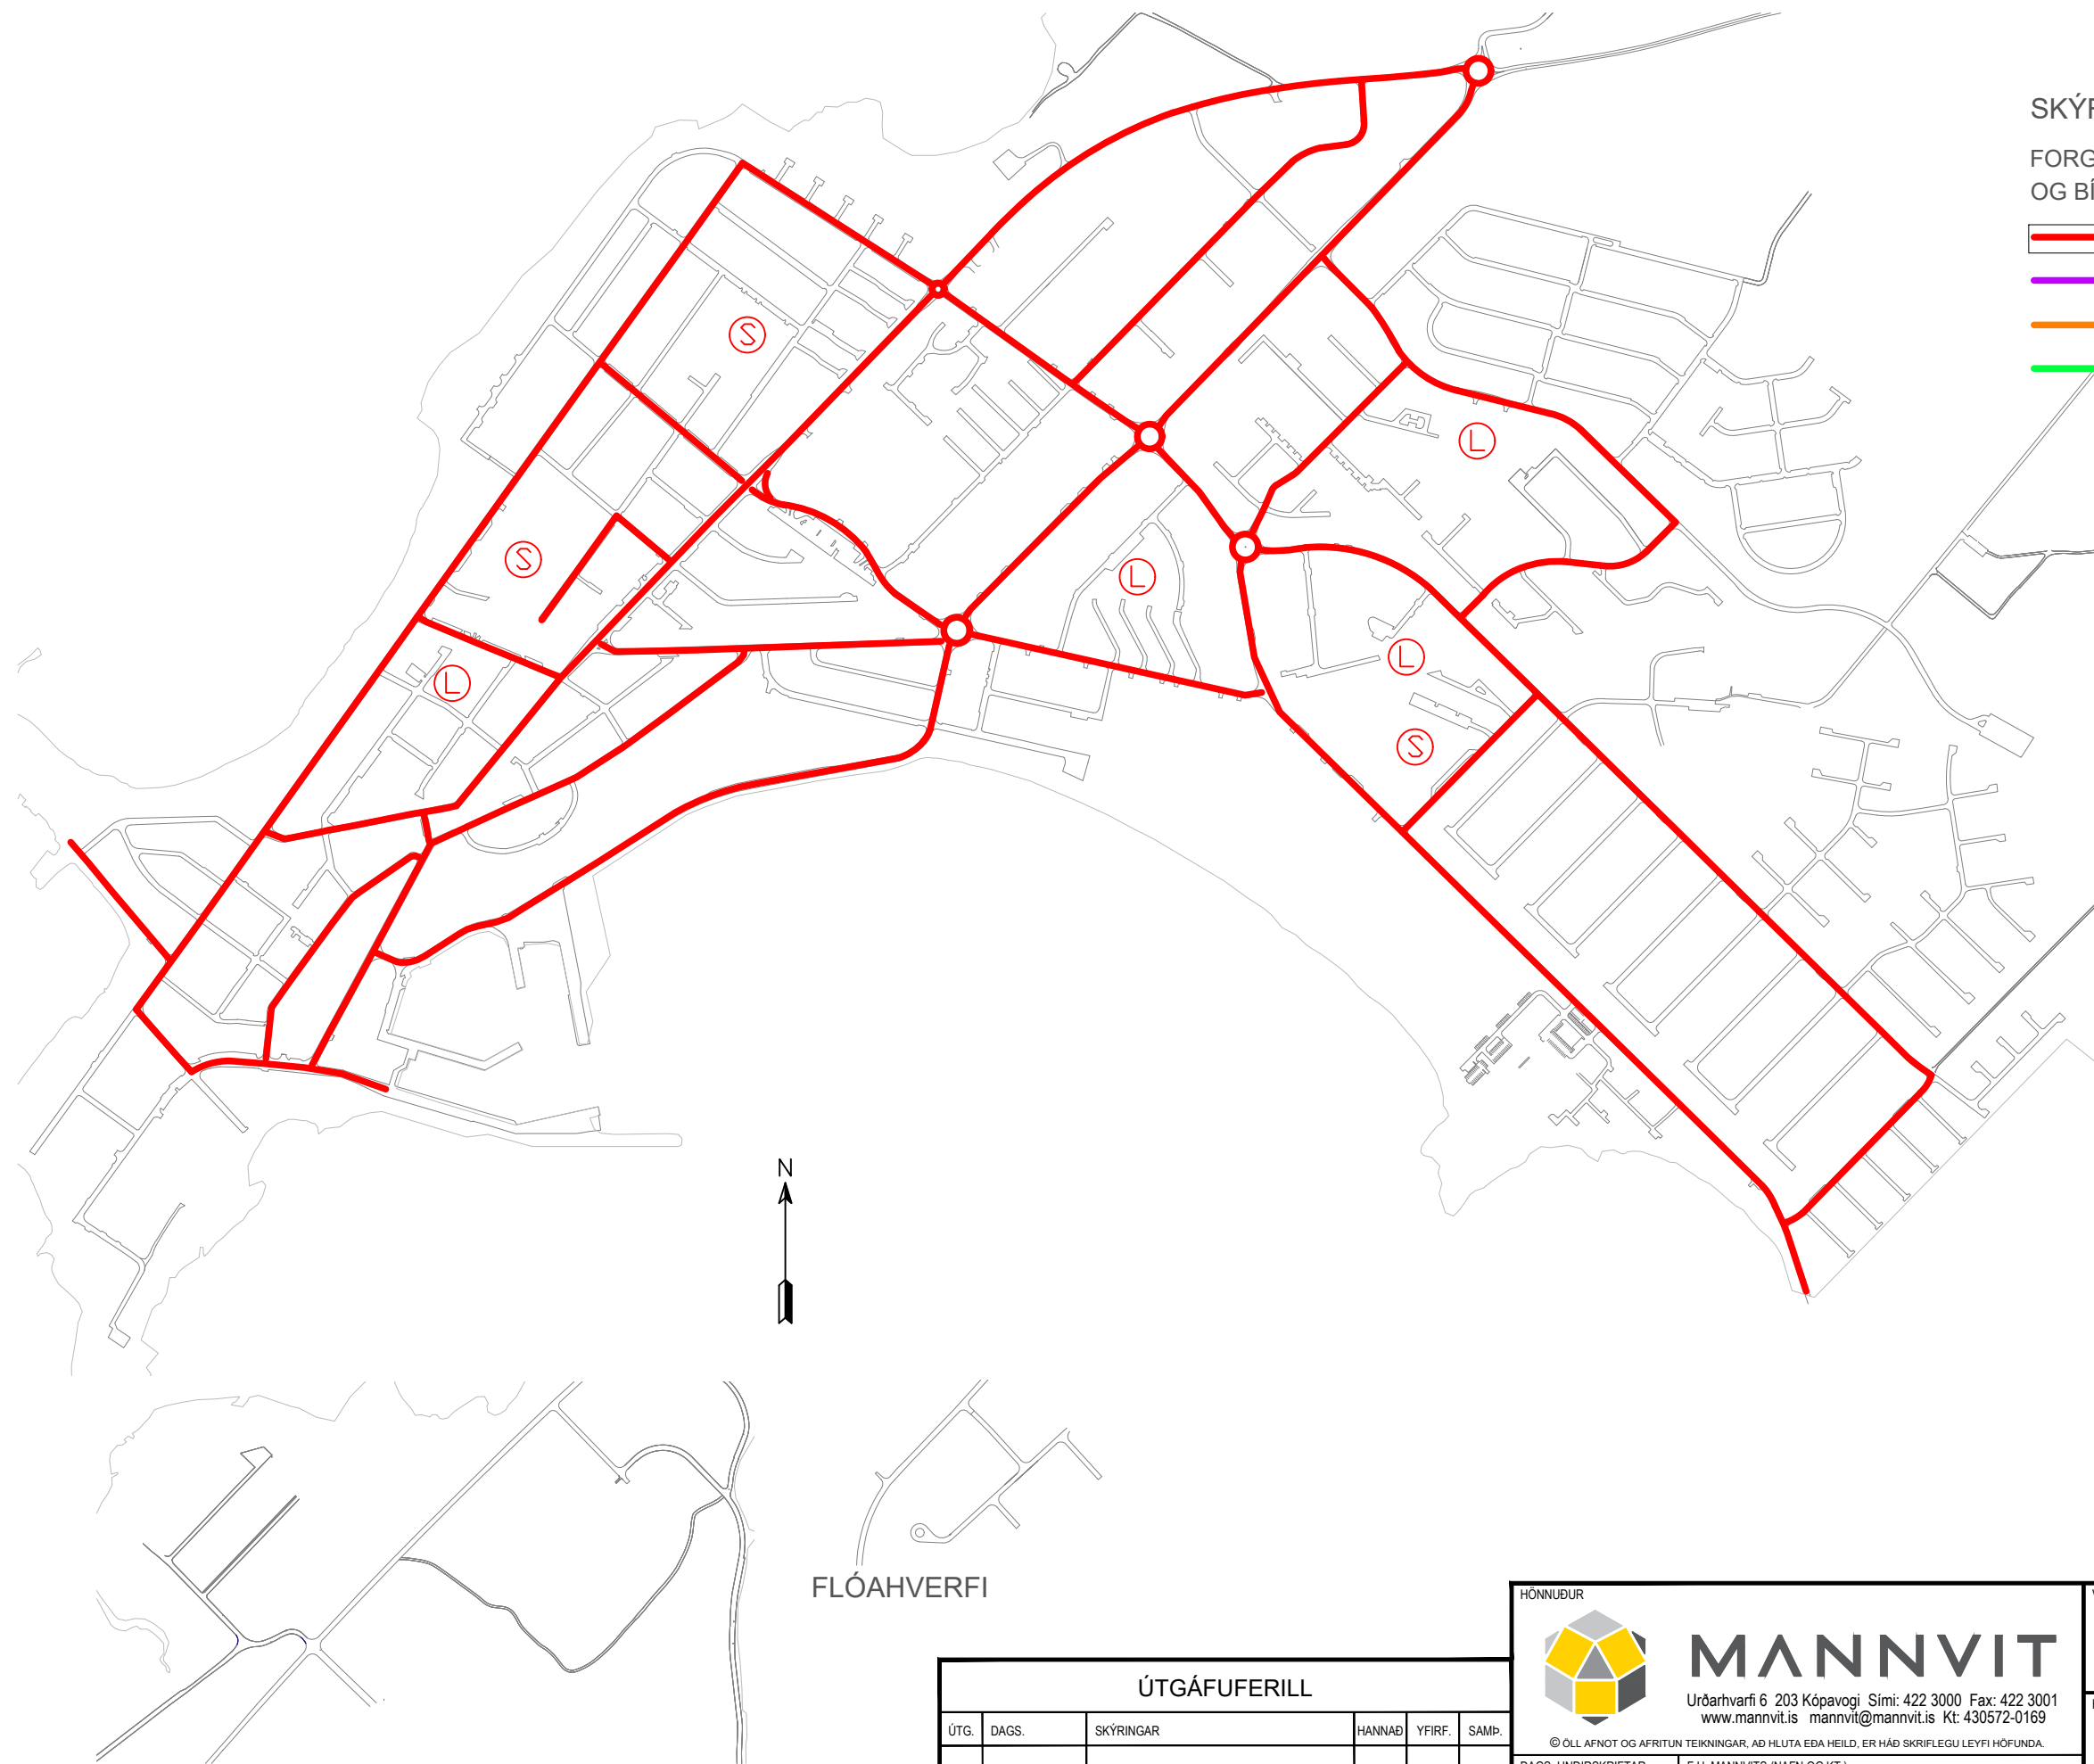 SKÝR
FORG
OG BÍ
S
L
S
L
L
L
S
N
FLÓAHVERFI
HÖNNUÐUR
MANNVIT
Urðarhvarfi 6 203 Kópavogi Sími: 422 3000 Fax: 422 3001
www.mannvit.is mannvit@mannvit.is Kt: 430572-0169
© ÖLL AFNOT OG AFRITUN TEIKNINGAR, AÐ HLUTA EÐA HEILD, ER HÁÐ SKRIFLEGU LEYFI HÖFUNDA.
ÚTGÁFUFERILL
ÚTG. DAGS. SKÝRINGAR HANNAÐ YFIRF. SAMÞ.